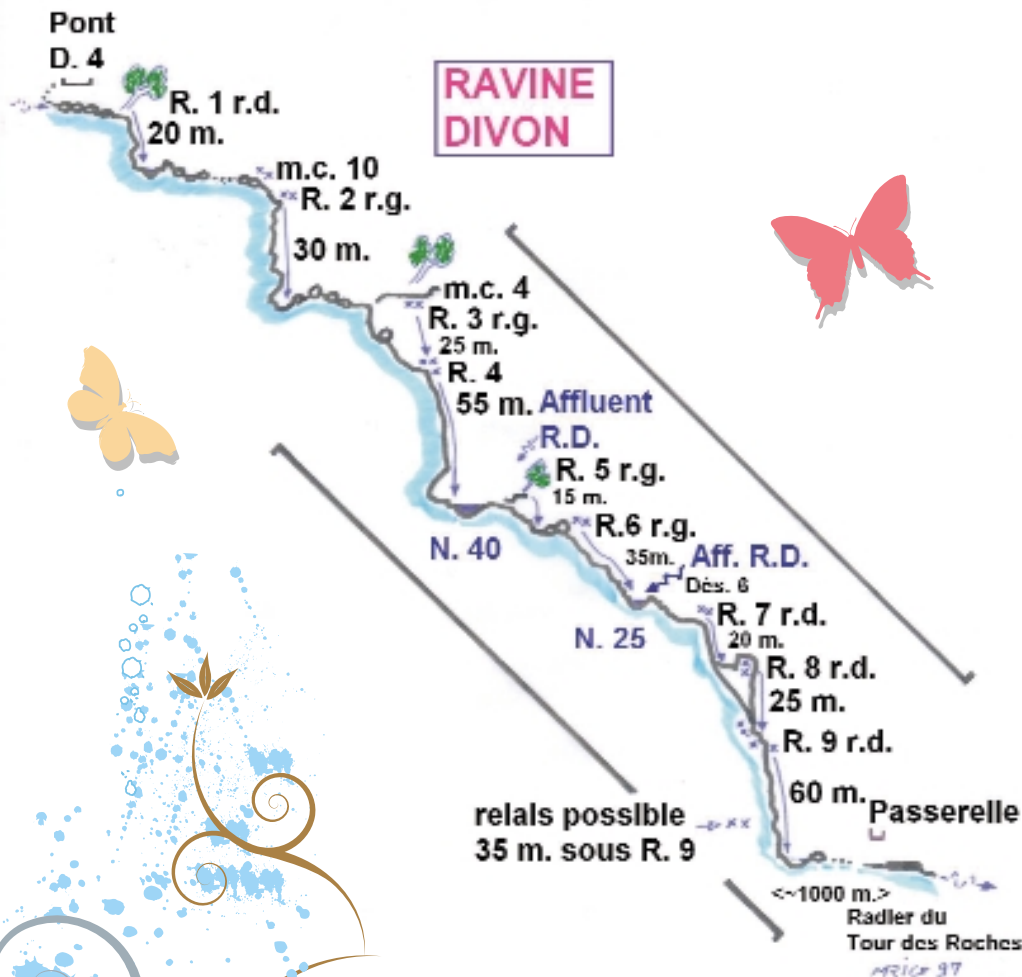 Pont
D. 4
RAVINE
DIVON
R. 1 r.d.
20 m.
m.c. 10
R. 2 r.g.
30 m.
m.c. 4
R. 3 r.g.
25 m.
R. 4
55 m.
Affluent
R.D.
R. 5 r.g.
15 m.
R.6 r.g.
N. 40
35m.
Aff. R.D.
Dès. 6
R. 7 r.d.
N. 25
20 m.
R. 8 r.d.
25 m.
R. 9 r.d.
60 m.
Passerelle
relais possible
35 m. sous R. 9
<~1000 m.>
Radier du
Tour des Roches